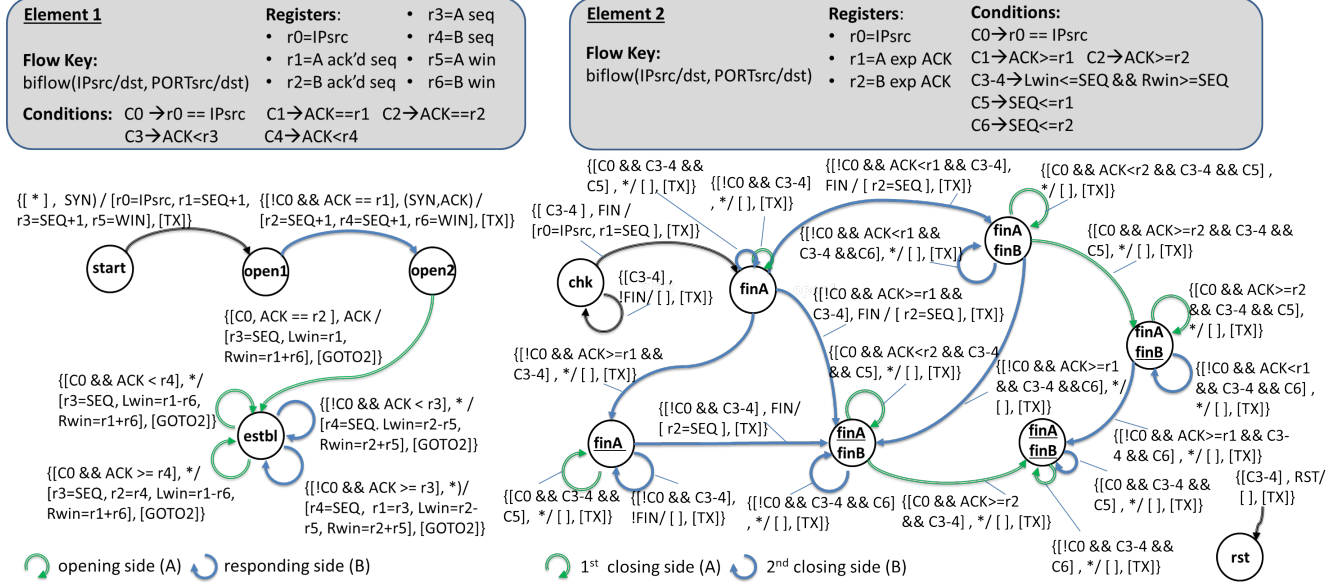 Element 1
Flow Key:
biflow(IPsrc/dst, PORTsrc/dst)
Registers:
• r0=IPsrc
• r1=A ack'd seq
• r2=B ack'd seq
• r3=A seq
• r4=B seq
• r5=A win
• r6=B win
Conditions: C0 →r0 == IPsrc C1→ACK==r1 C2→ACK==r2
C3→ACK<r3 C4→ACK<r4
Element 2
Flow Key:
biflow(IPsrc/dst, PORTsrc/dst)
Registers:
• r0=IPsrc
• r1=A exp ACK
• r2=B exp ACK
Conditions:
C0→r0 == IPsrc
C1→ACK>=r1 C2→ACK>=r2
C3-4→Lwin<=SEQ && Rwin>=SEQ
C5→SEQ<=r1
C6→SEQ<=r2
{[ * ] , SYN) / [r0=IPsrc, r1=SEQ+1,
r3=SEQ+1, r5=WIN], [TX]}
{[!C0 && ACK == r1], (SYN,ACK) /
[r2=SEQ+1, r4=SEQ+1, r6=WIN], [TX]}
start
open1
open2
{[C0, ACK == r2 ], ACK /
[r3=SEQ, Lwin=r1,
Rwin=r1+r6], [GOTO2]}
{[C0 && ACK < r4], */
[r3=SEQ, Lwin=r1-r6,
Rwin=r1+r6], [GOTO2]}
{[!C0 && ACK < r3], * /
[r4=SEQ. Lwin=r2-r5,
Rwin=r2+r5], [GOTO2]}
estbl
{[C0 && ACK >= r4], */
[r3=SEQ, r2=r4, Lwin=r1-r6,
Rwin=r1+r6], [GOTO2]}
{[!C0 && ACK >= r3], *)/
[r4=SEQ, r1=r3, Lwin=r2-
r5, Rwin=r2+r5], [GOTO2]}
opening side (A)
responding side (B)
{[C0 && C3-4 &&
C5] , */ [ ], [TX]}
{[!C0 && C3-4]
, */ [ ], [TX]}
{[!C0 && ACK<r1 && C3-4],
FIN / [ r2=SEQ ], [TX]}
{[C0 && ACK<r2 && C3-4 && C5] ,
*/ [ ], [TX]}
{[ C3-4 ] , FIN /
[r0=IPsrc, r1=SEQ ], [TX]}
chk
{[C3-4] ,
!FIN/ [ ], [TX]}
finA
{[!C0 && ACK<r1 &&
C3-4 &&C6] , */ [ ], [TX]}
finA
finB
{[C0 && ACK>=r2 && C3-4 &&
C5] , */ [ ], [TX]}
{[!C0 && ACK>=r1 &&
C3-4], FIN / [ r2=SEQ ], [TX]}
{[C0 && ACK>=r2
&& C3-4 && C5],
*/ [ ], [TX]}
finA
finB
{[!C0 && ACK>=r1 &&
C3-4] , */ [ ], [TX]}
{[C0 && ACK<r2 && C3-4
&& C5] , */ [ ], [TX]}
{[!C0 && ACK>=r1
&& C3-4 &&C6] , */
[ ], [TX]}
{[!C0 && ACK<r1
&& C3-4 && C6] ,
*/ [ ], [TX]}
{[!C0 && C3-4] , FIN/
[ r2=SEQ ], [TX]}
finA
finA
finB
finA
finB
{[!C0 && ACK>=r1 && C3-
4 && C6] , */ [ ], [TX]}
{[C0 && C3-4 &&
C5] , */ [ ], [TX]}
{[!C0 && C3-4],
!FIN/ [ ], [TX]}
{[!C0 && C3-4 && C6]
, */ [ ], [TX]}
{[C0 && ACK>=r2
&& C3-4] , */ [ ], [TX]}
{[C0 && C3-4 &&
C5] , */ [ ], [TX]}
{[C3-4] , RST/
[ ], [TX]}
{[!C0 && C3-4 &&
C6] , */ [ ], [TX]}
rst
1st closing side (A)
2nd closing side (B)